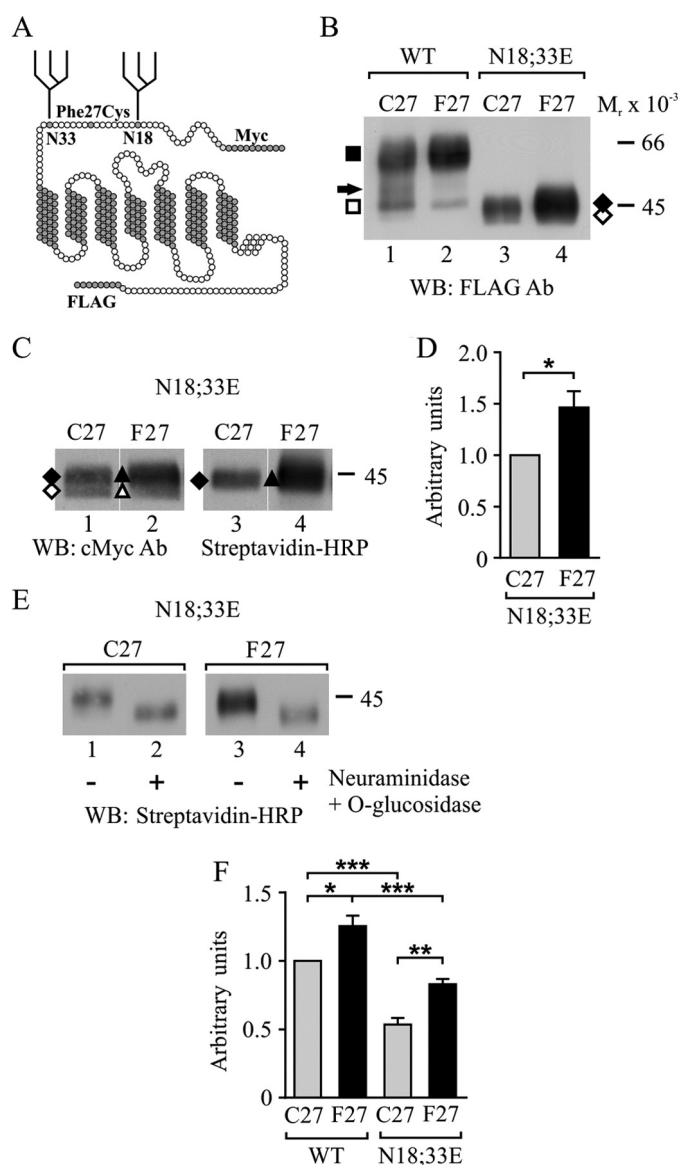 A
Phe27Cys
N33 N18 Myc
FLAG
B
WT N18;33E
C27 F27 C27 F27 Mr x 10-3
66
45
1 2 3 4
WB: FLAG Ab
C
N18;33E
C27 F27 C27 F27
45
1 2 3 4
WB: cMyc Ab Streptavidin-HRP
D
Arbitrary units
2.0
*
1.5
1.0
0.5
0
C27 F27
N18;33E
E
N18;33E
C27 F27
45
1 2 3 4
- + - + Neuraminidase
+ O-glucosidase
WB: Streptavidin-HRP
F
Arbitrary units
***
1.5 * ***
1.0 **
0.5
0
C27 F27 C27 F27
WT N18;33E